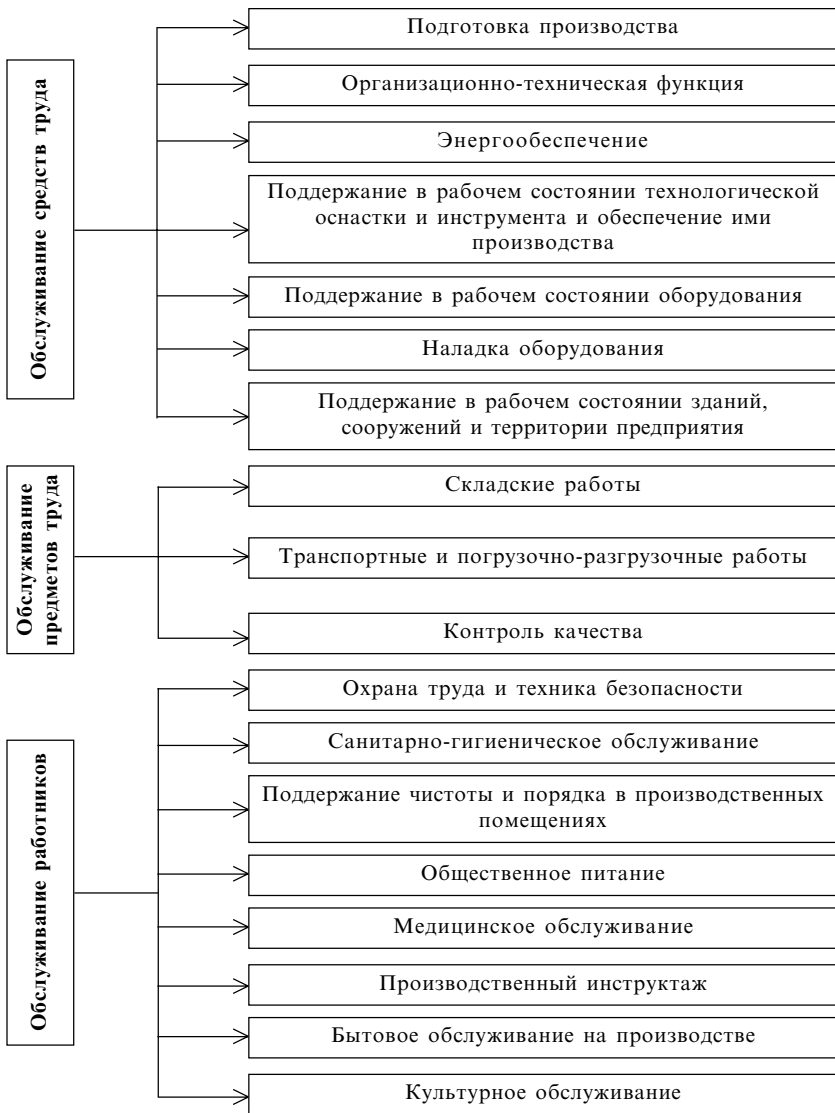 Обслуживание средств труда
Подготовка производства
Организационно-техническая функция
Энергообеспечение
Поддержание в рабочем состоянии технологической
оснастки и инструмента и обеспечение ими
производства
Поддержание в рабочем состоянии оборудования
Наладка оборудования
Поддержание в рабочем состоянии зданий,
сооружений и территории предприятия
Обслуживание
предметов труда
Складские работы
Транспортные и погрузочно-разгрузочные работы
Контроль качества
Обслуживание работников
Охрана труда и техника безопасности
Санитарно-гигиеническое обслуживание
Поддержание чистоты и порядка в производственных
помещениях
Общественное питание
Медицинское обслуживание
Производственный инструктаж
Бытовое обслуживание на производстве
Культурное обслуживание